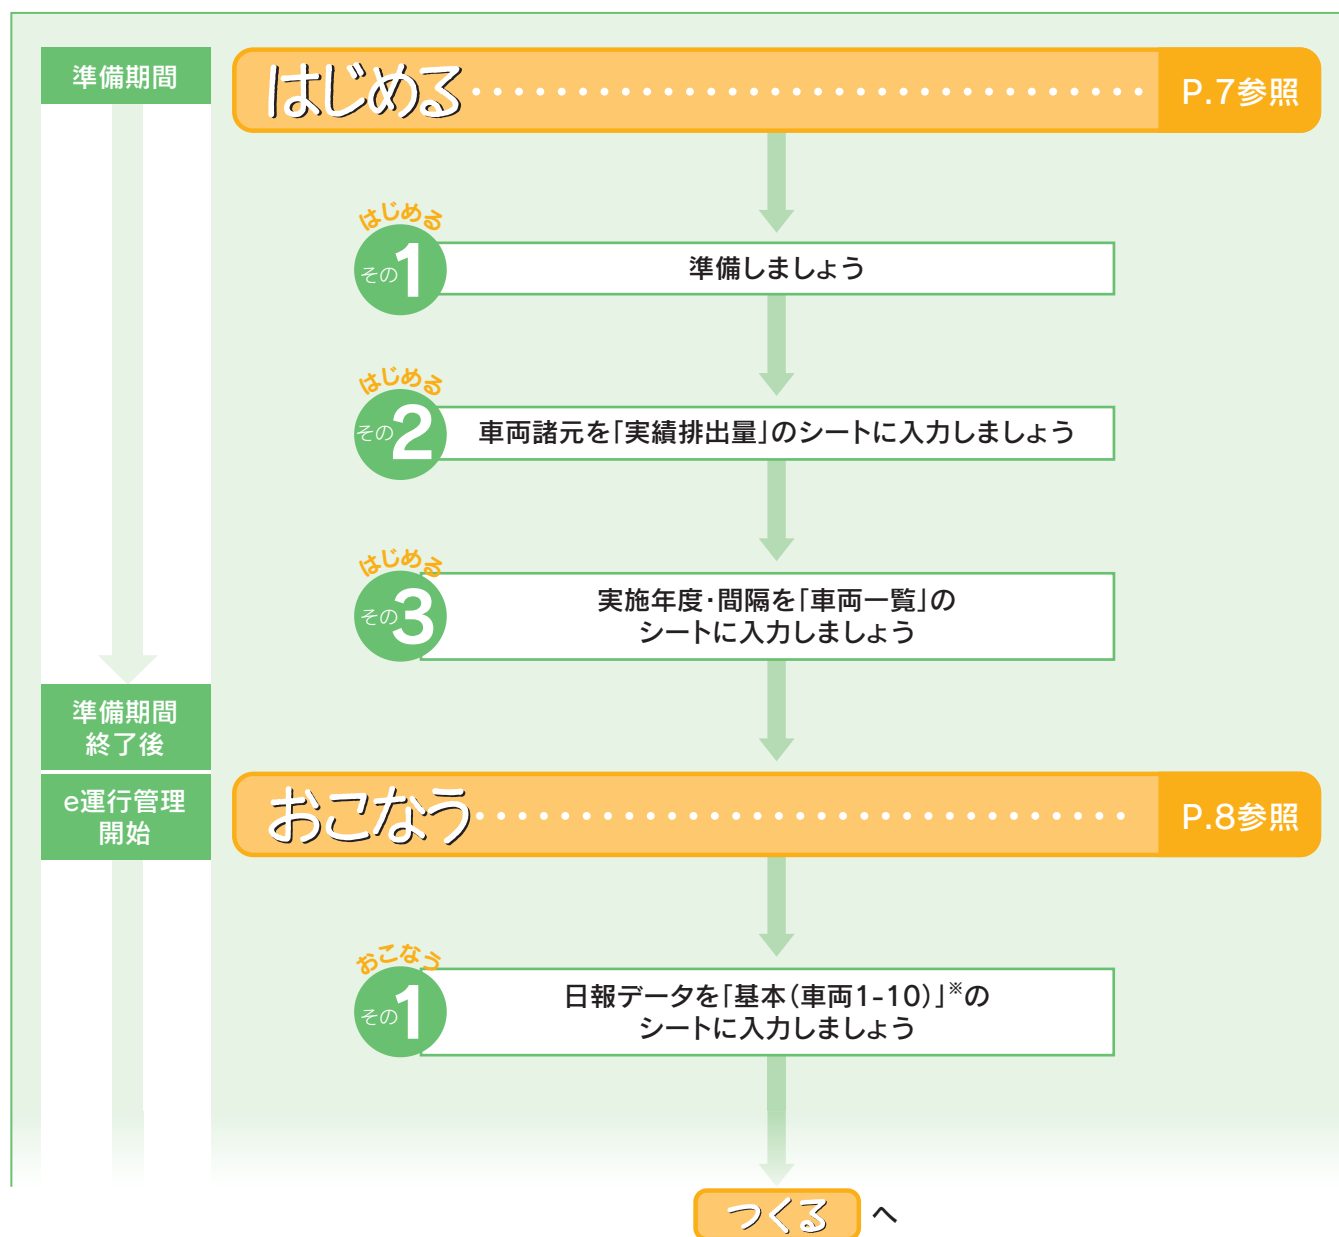 準備期間
はじめる
P.7参照
はじめる
その1
準備しましょう
はじめる
その2
車両諸元を「実績排出量」のシートに入力しましょう
はじめる
その3
実施年度・間隔を「車両一覧」の
シートに入力しましょう
準備期間
終了後
e運行管理
開始
おこなう
P.8参照
おこなう
その1
日報データを「基本(車両1-10)」※の
シートに入力しましょう
つくる へ